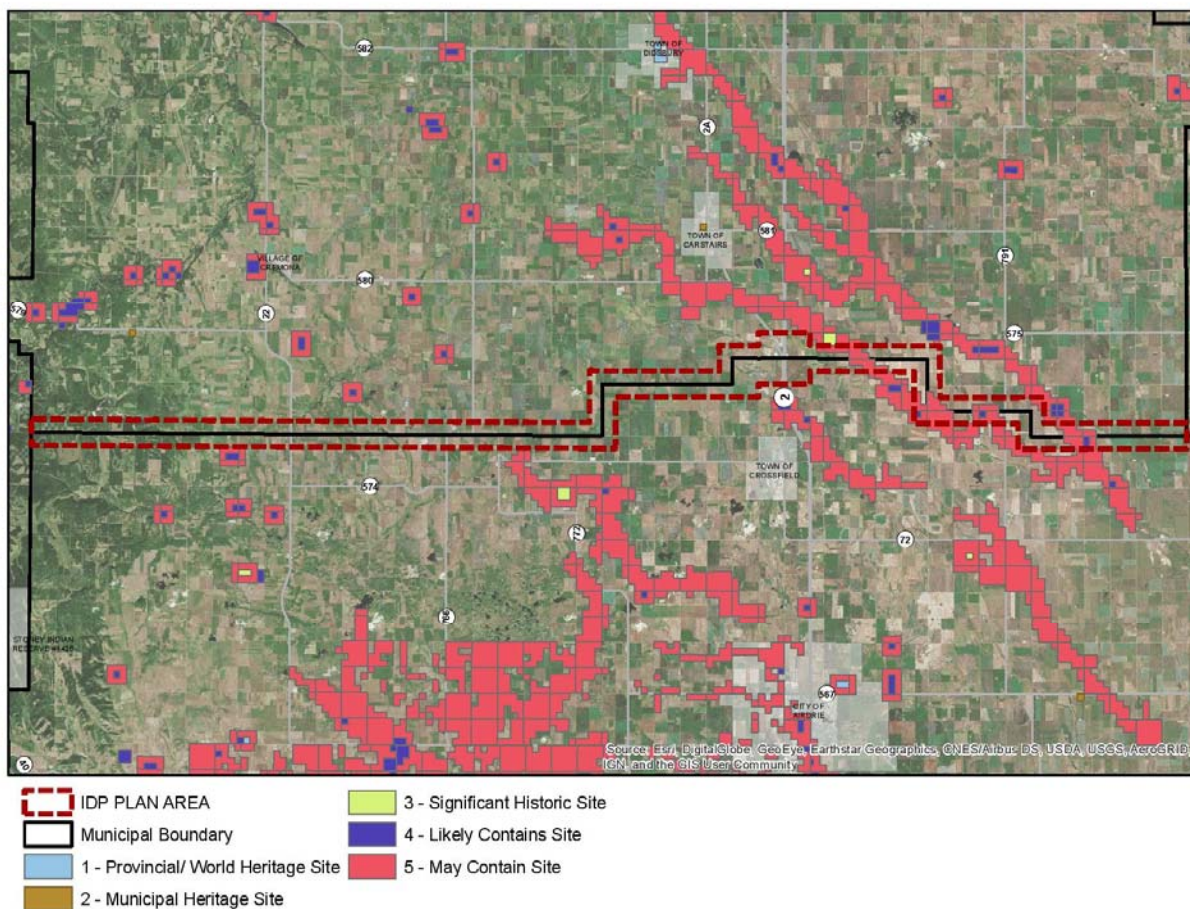 582
TOWN OF
DIDSBURY
2A
581
TOWN OF
CARSTAIRS
791
VILLAGE OF
CREMONA
580
579
22
575
2
TOWN OF
CROSSFIELD
574
772
72
766
STONEY INDIAN
567
CITY OF
AIRDRIE
40
Source: Esri, DigitalGlobe, GeoEye, Earthstar Geographics, CNES/Airbus DS, USDA, USGS, AeroGRID,
IGN, and the GIS User Community
IDP PLAN AREA
Municipal Boundary
1 - Provincial/ World Heritage Site
2 - Municipal Heritage Site
3 - Significant Historic Site
4 - Likely Contains Site
5 - May Contain Site